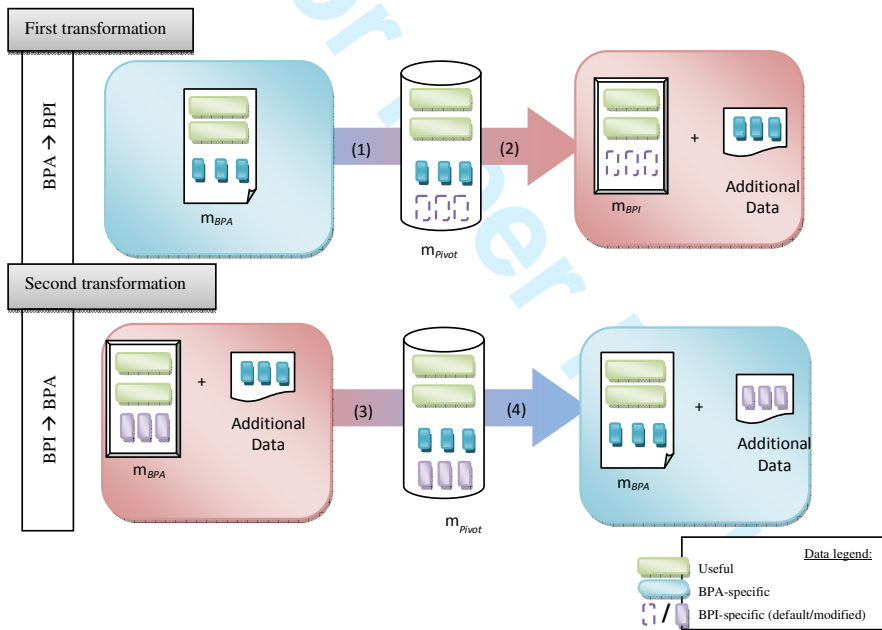 First transformation
BPA → BPI
m_BPA
(1)
m_Pivot
(2)
m_BPI
+
Additional
Data
Second transformation
BPI → BPA
m_BPA
+
Additional
Data
(3)
m_Pivot
(4)
m_BPA
+
Additional
Data
Data legend:
Useful
BPA-specific
/ BPI-specific (default/modified)